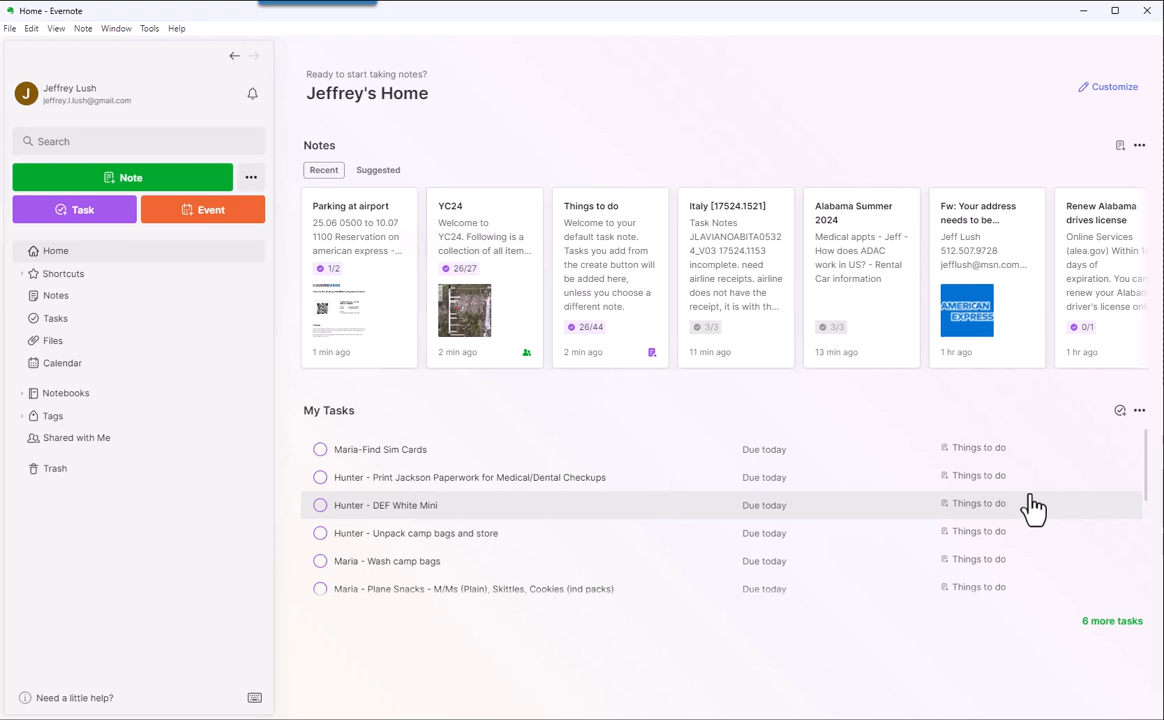 Home - Evernote
File Edit View Note Window Tools Help
J
Jeffrey Lush
jeffrey.l.lush@gmail.com
Search
Note
Task
Event
Home
Shortcuts
Notes
Tasks
Files
Calendar
Notebooks
Tags
Shared with Me
Trash
Need a little help?
Ready to start taking notes?
Jeffrey's Home
Customize
Notes
Recent Suggested
Parking at airport
25.06 0500 to 10.07
1100 Reservation on
american express -...
1/2
1 min ago
YC24
Welcome to
YC24. Following is a
collection of all item...
26/27
2 min ago
Things to do
Welcome to your
default task note.
Tasks you add from
the create button will
be added here,
unless you choose a
different note.
26/44
2 min ago
Italy [17524.1521]
Task Notes
JLAVIANOABITA0532
4_V03 17524.1153
incomplete. need
airline receipts. airline
does not have the
receipt, it is with th...
3/3
11 min ago
Alabama Summer
2024
Medical appts - Jeff -
How does ADAC
work in US? - Rental
Car information
3/3
13 min ago
Fw: Your address
needs to be...
Jeff Lush
512.507.9728
jefflush@msn.com...
AMERICAN
EXPRESS
1 hr ago
Renew Alabama
drives license
Online Services
(alea.gov) Within
days of
expiration. You can
renew your Alabam
driver's license onl
0/1
1 hr ago
My Tasks
Maria-Find Sim Cards Due today Things to do
Hunter - Print Jackson Paperwork for Medical/Dental Checkups Due today Things to do
Hunter - DEF White Mini Due today Things to do
Hunter - Unpack camp bags and store Due today Things to do
Maria - Wash camp bags Due today Things to do
Maria - Plane Snacks - M/Ms (Plain), Skittles, Cookies (ind packs) Due today Things to do
6 more tasks